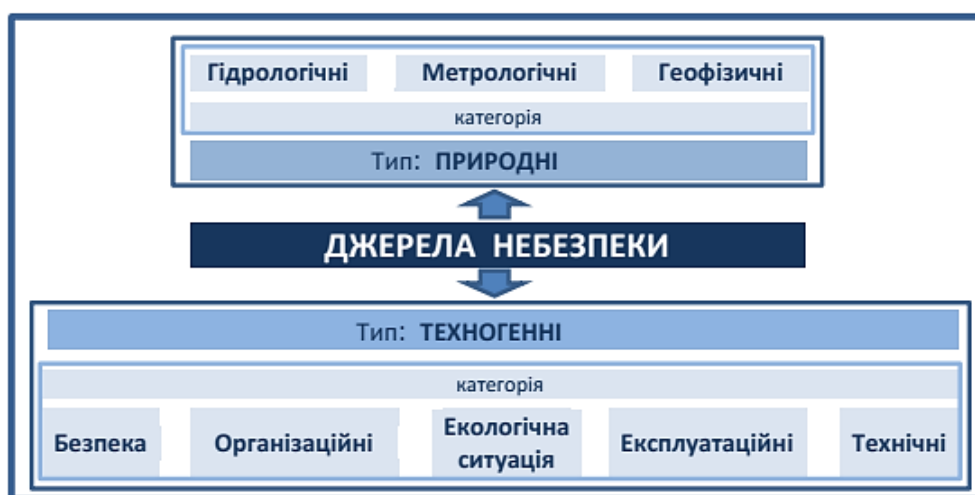 Гідрологічні Метрологічні Геофізичні
категорія
Тип: ПРИРОДНІ
ДЖЕРЕЛА НЕБЕЗПЕКИ
Тип: ТЕХНОГЕННІ
категорія
Безпека Організаційні Екологічна ситуація Експлуатаційні Технічні